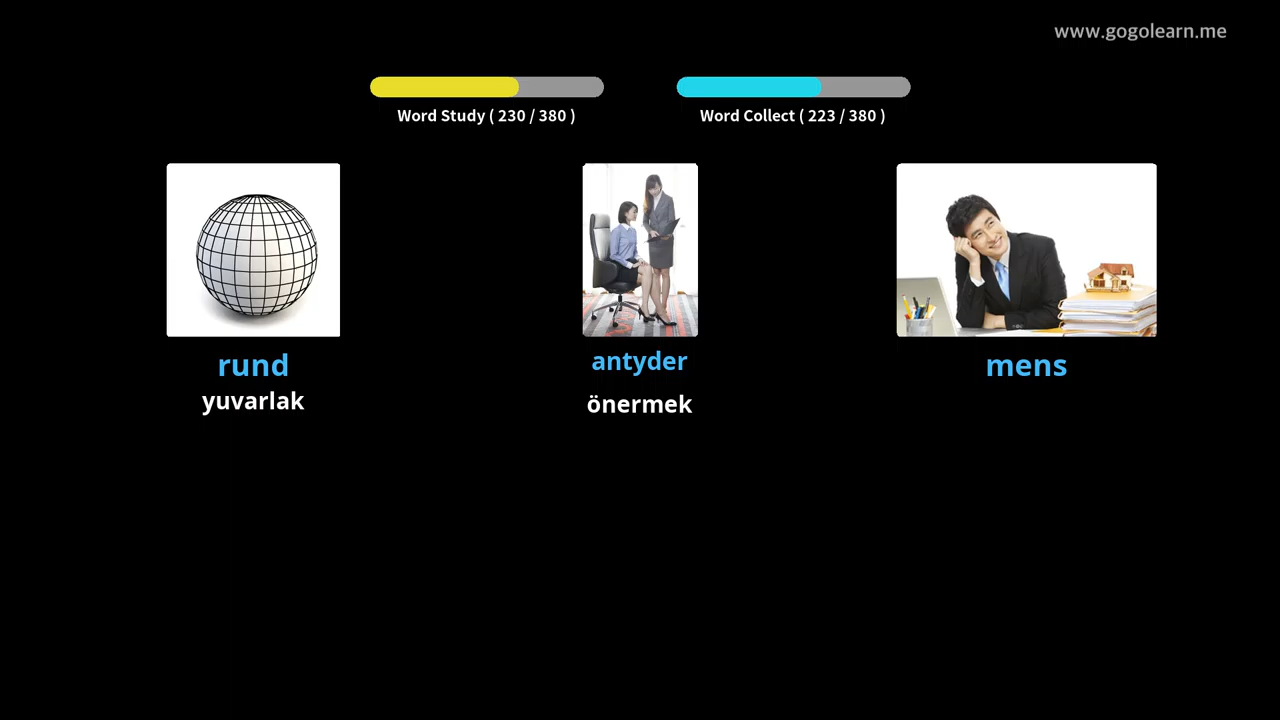 www.gogolearn.me
Word Study ( 230 / 380 )
Word Collect ( 223 / 380 )
rund
yuvarlak
antyder
önermek
mens